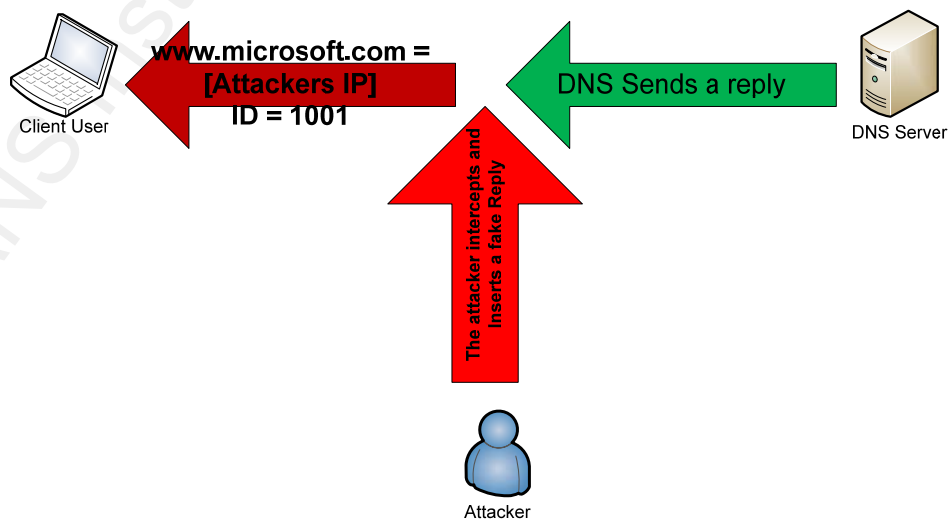 www.microsoft.com =
[Attackers IP]
ID = 1001
DNS Sends a reply
Client User
DNS Server
The attacker intercepts and
Inserts a fake Reply
Attacker